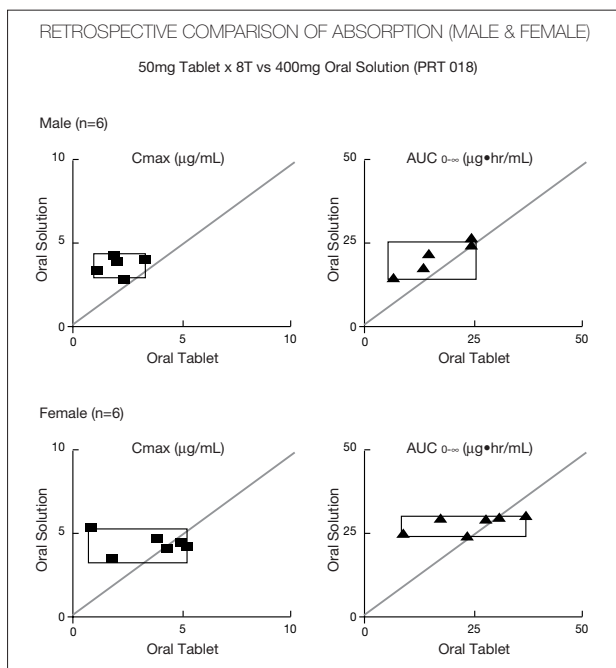 RETROSPECTIVE COMPARISON OF ABSORPTION (MALE & FEMALE)
50mg Tablet x 8T vs 400mg Oral Solution (PRT 018)
Male (n=6)
Cmax (µg/mL)
10
5
0
Oral Solution
0
5
10
Oral Tablet
AUC 0-∞ (µg•hr/mL)
50
25
0
Oral Solution
0
25
50
Oral Tablet
Female (n=6)
Cmax (µg/mL)
10
5
0
Oral Solution
0
5
10
Oral Tablet
AUC 0-∞ (µg•hr/mL)
50
25
0
Oral Solution
0
25
50
Oral Tablet